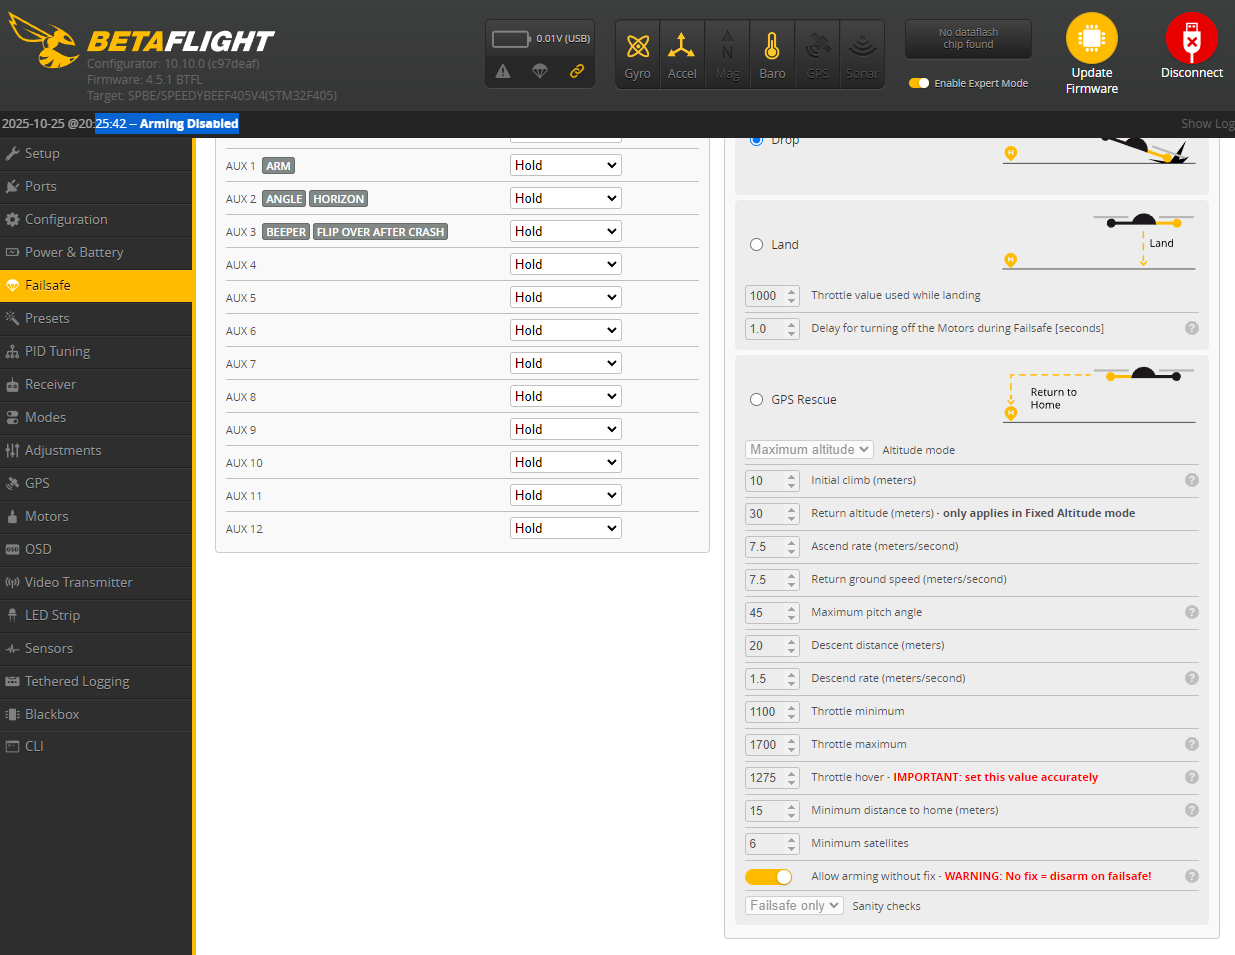 BETAFLIGHT
Configurator: 10.10.0 (c97deaf)
Firmware: 4.5.1 BTFL
Target: SPBE/SPEEDYBEEF405V4(STM32F405)
0.01V (USB)
Gyro
Accel
Mag
Baro
GPS
Sonar
No dataflash
chip found
Enable Expert Mode
Update
Firmware
Disconnect
2025-10-25 @20:25:42 -- Arming Disabled
Show Log
Setup
Ports
Configuration
Power & Battery
Failsafe
Presets
PID Tuning
Receiver
Modes
Adjustments
GPS
Motors
OSD
Video Transmitter
LED Strip
Sensors
Tethered Logging
Blackbox
CLI
AUX 1 ARM Hold
AUX 2 ANGLE HORIZON Hold
AUX 3 BEEPER FLIP OVER AFTER CRASH Hold
AUX 4 Hold
AUX 5 Hold
AUX 6 Hold
AUX 7 Hold
AUX 8 Hold
AUX 9 Hold
AUX 10 Hold
AUX 11 Hold
AUX 12 Hold
Drop
H
Land
Land
H
1000 Throttle value used while landing
1.0 Delay for turning off the Motors during Failsafe [seconds] ?
GPS Rescue
Return to
Home
H
Maximum altitude Altitude mode
10 Initial climb (meters) ?
30 Return altitude (meters) - only applies in Fixed Altitude mode
7.5 Ascend rate (meters/second)
7.5 Return ground speed (meters/second)
45 Maximum pitch angle ?
20 Descent distance (meters)
1.5 Descend rate (meters/second) ?
1100 Throttle minimum
1700 Throttle maximum ?
1275 Throttle hover - IMPORTANT: set this value accurately ?
15 Minimum distance to home (meters) ?
6 Minimum satellites
Allow arming without fix - WARNING: No fix = disarm on failsafe! ?
Failsafe only Sanity checks